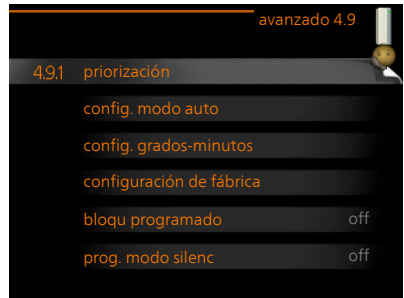 avanzado 4.9
4.9.1 priorización
config. modo auto
config. grados-minutos
configuración de fábrica
bloqu programado off
prog. modo silenc off